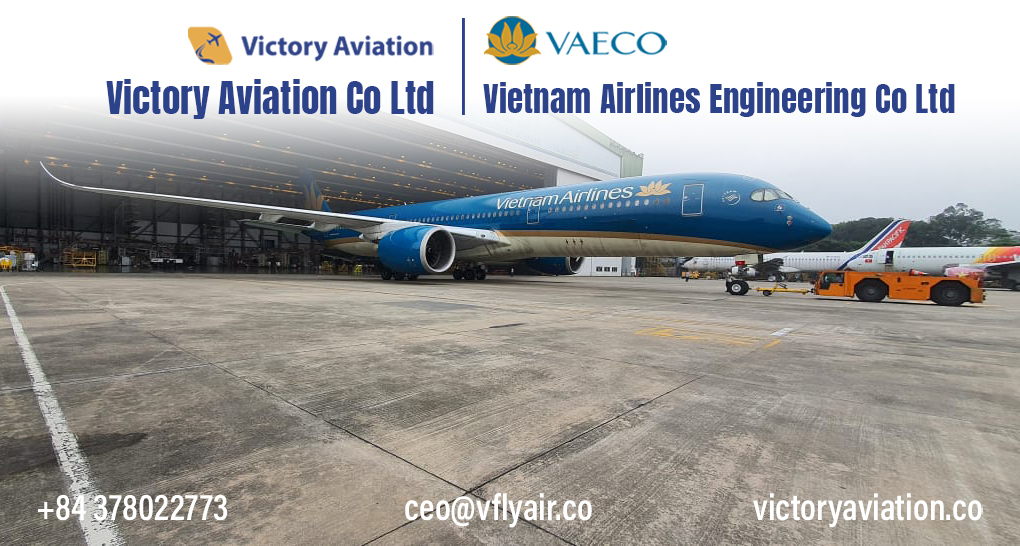 Victory Aviation
VAECO
Victory Aviation Co Ltd
Vietnam Airlines Engineering Co Ltd
Vietnam Airlines
+84 378022773
ceo@vflyair.co
victoryaviation.co